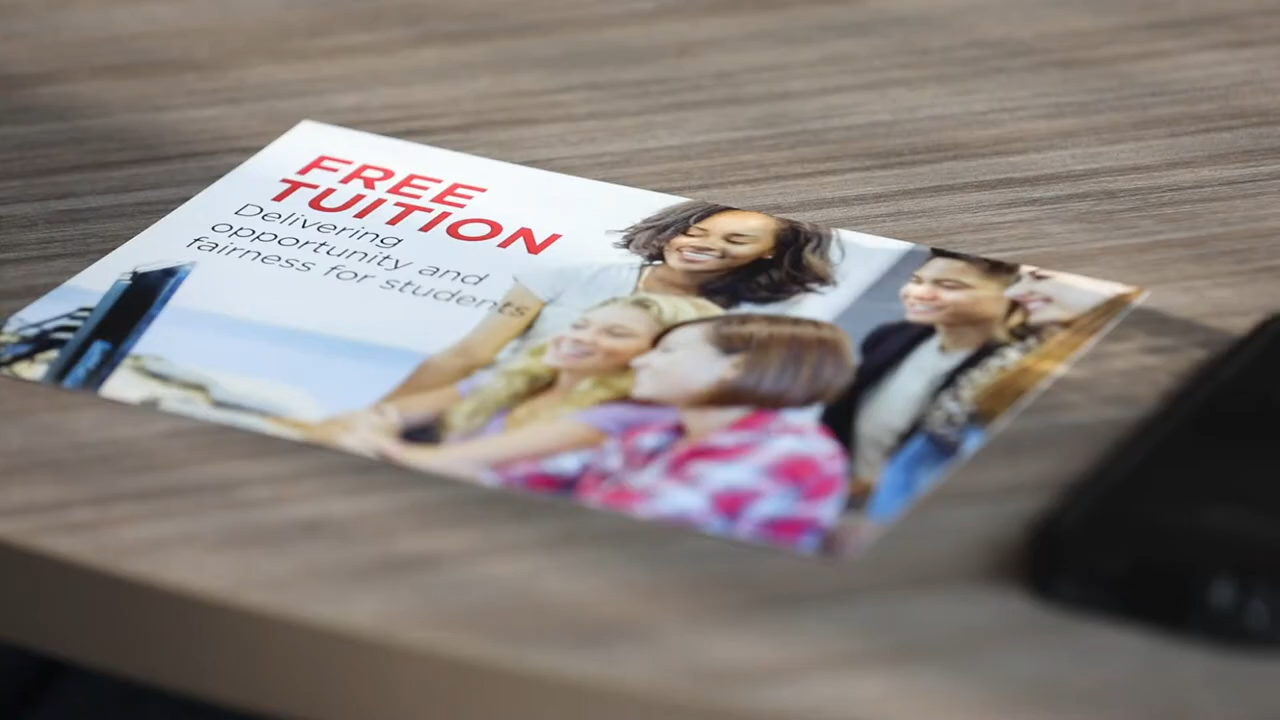 FREE
TUITION
Delivering
opportunity and
fairness for students